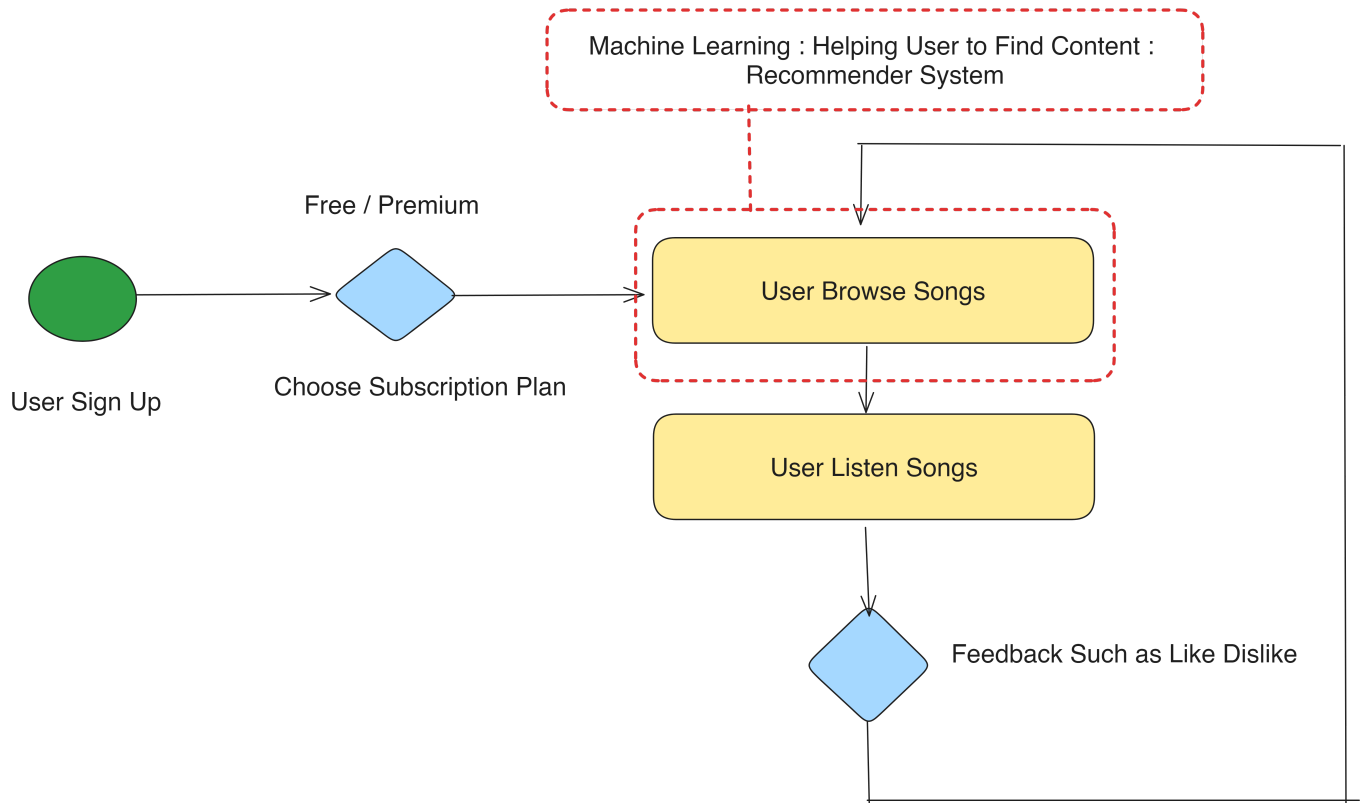 Machine Learning : Helping User to Find Content :
Recommender System
Free / Premium
User Browse Songs
Choose Subscription Plan
User Sign Up
User Listen Songs
Feedback Such as Like Dislike